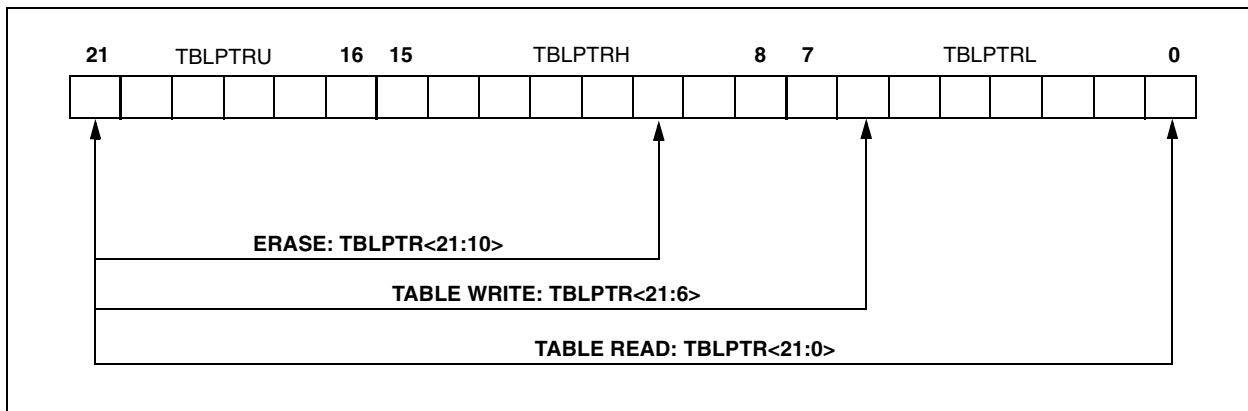 21 TBLPTRU 16 15 TBLPTRH 8 7 TBLPTRL 0
ERASE: TBLPTR<21:10>
TABLE WRITE: TBLPTR<21:6>
TABLE READ: TBLPTR<21:0>